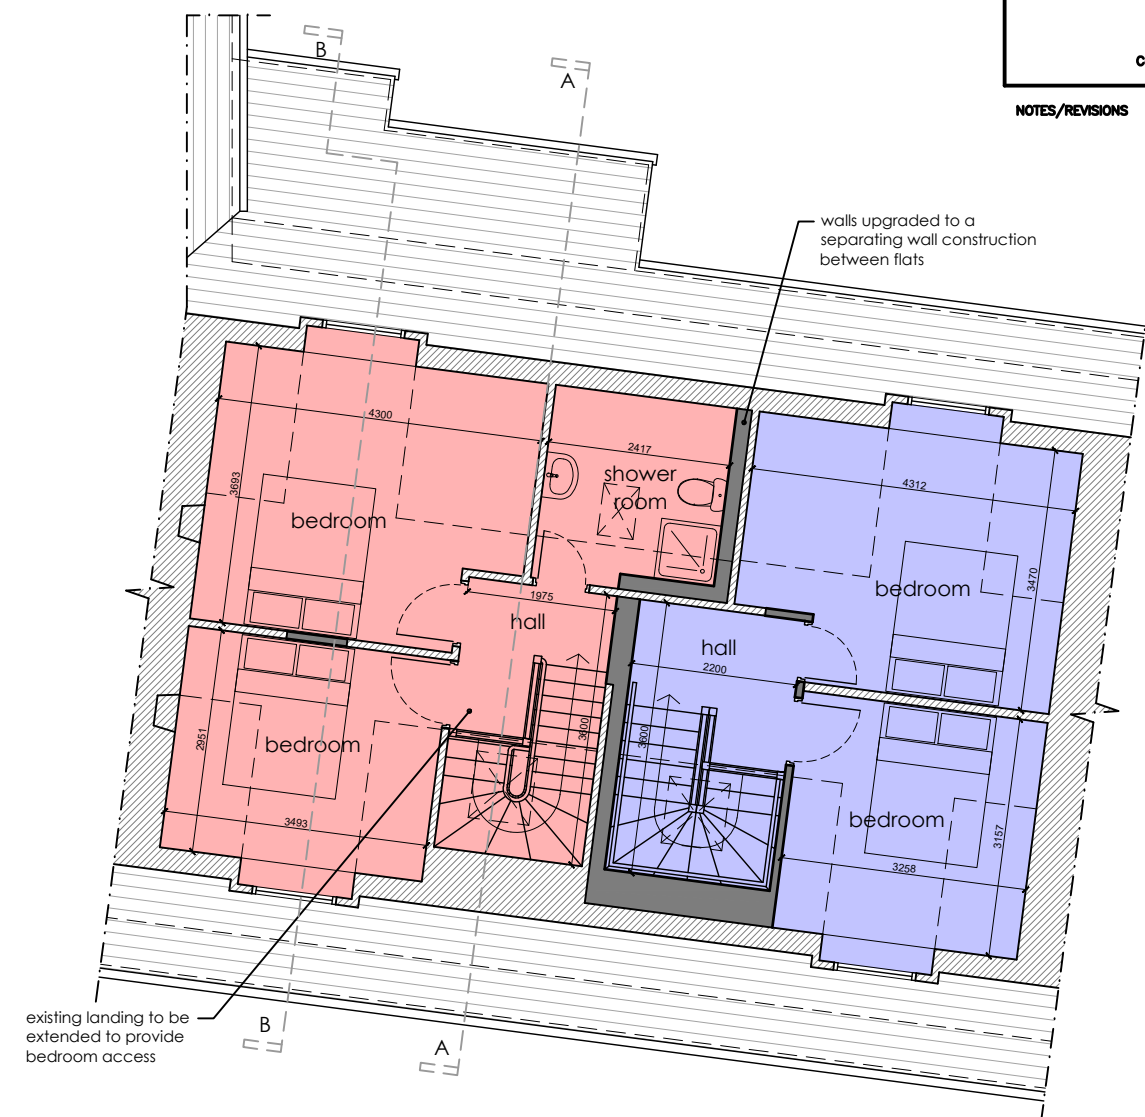 B
A
C
NOTES/REVISIONS
walls upgraded to a
separating wall construction
between flats
4300
2417
shower
room
4312
3693
bedroom
3470
bedroom
1975
hall
hall
2200
3600
3600
2951
bedroom
bedroom
3493
3157
3258
existing landing to be
extended to provide
bedroom access
B
A